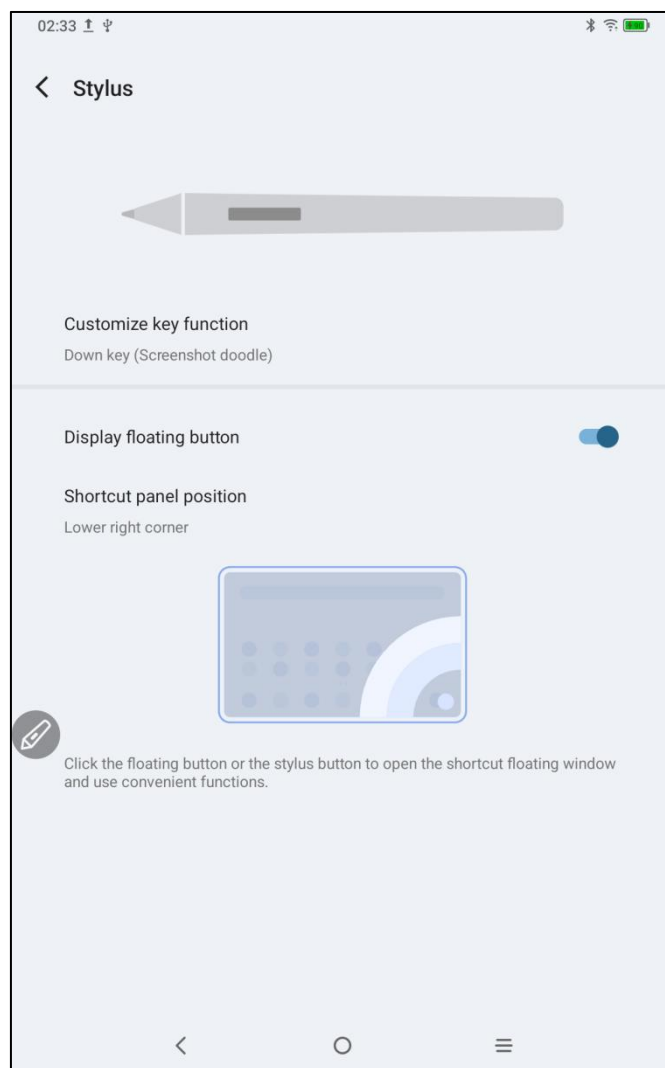 02:33
Stylus
Customize key function
Down key (Screenshot doodle)
Display floating button
Shortcut panel position
Lower right corner
Click the floating button or the stylus button to open the shortcut floating window
and use convenient functions.